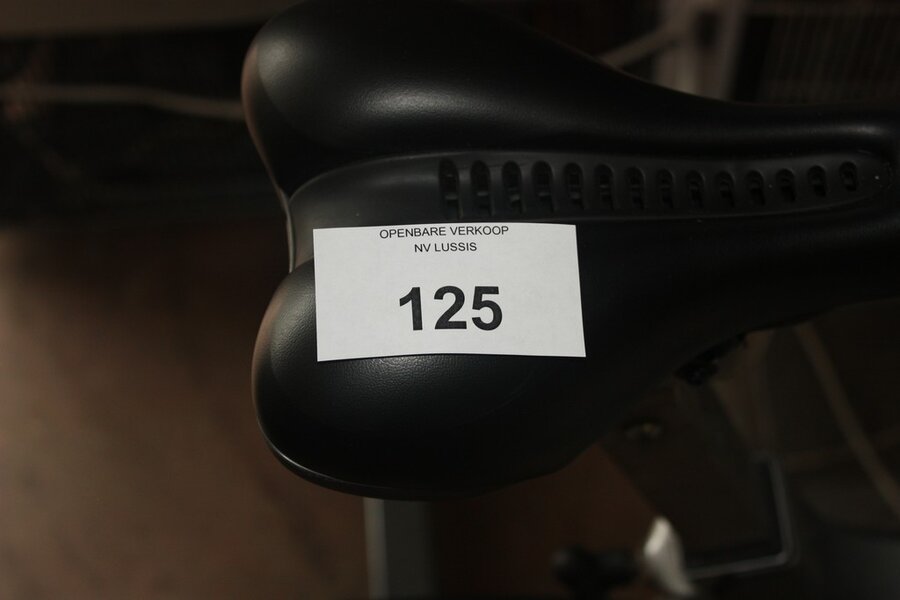 OPENBARE VERKOOP
NV LUSSIS
125